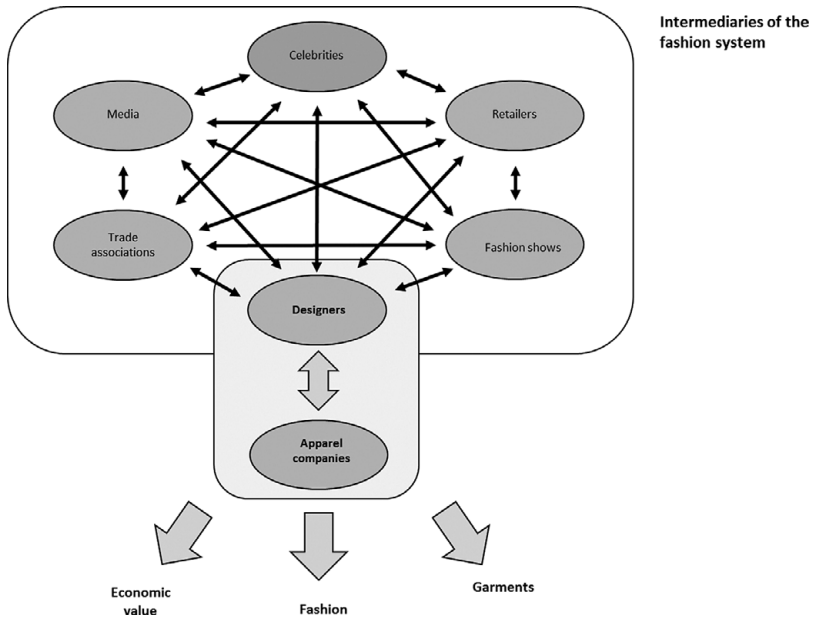 Intermediaries of the
fashion system
Celebrities
Media
Retailers
Trade
associations
Fashion shows
Designers
Apparel
companies
Economic
value
Fashion
Garments